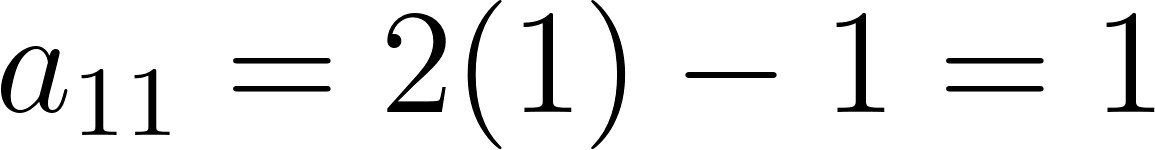 a₁₁ = 2(1) − 1 = 1